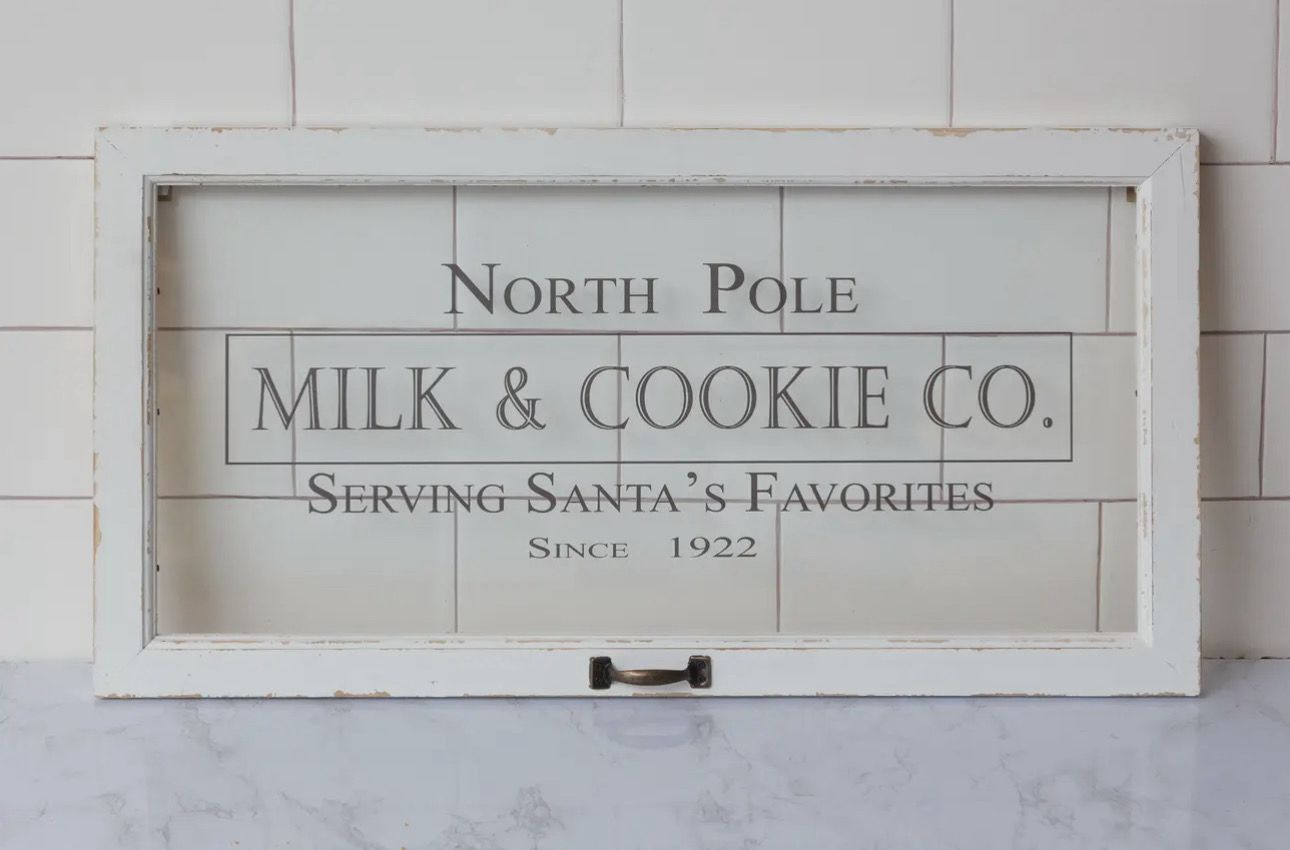 North Pole
MILK & COOKIE CO.
Serving Santa's Favorites
Since 1922